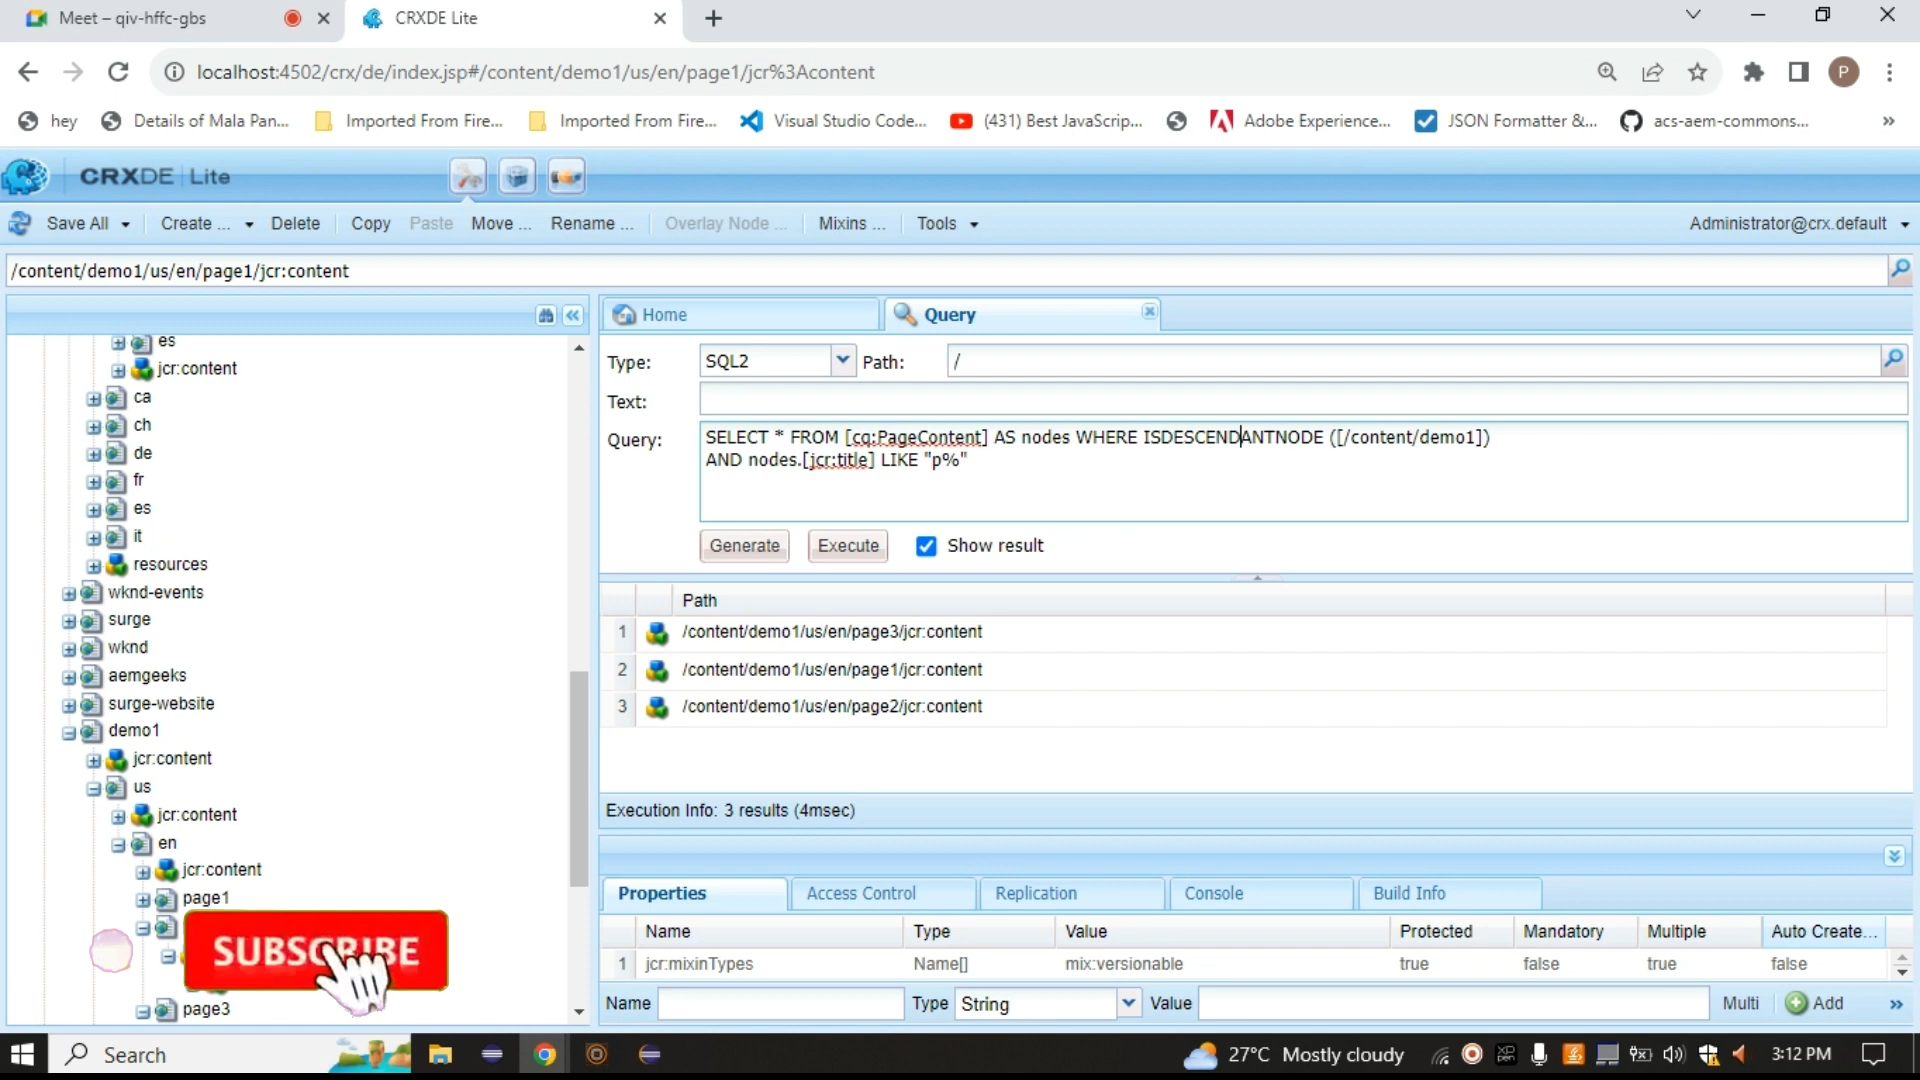 Meet – qiv-hffc-gbs
CRXDE Lite
localhost:4502/crx/de/index.jsp#/content/demo1/us/en/page1/jcr%3Acontent
P
hey
Details of Mala Pan...
Imported From Fire...
Imported From Fire...
Visual Studio Code...
(431) Best JavaScrip...
Adobe Experience...
JSON Formatter &...
acs-aem-commons...
»
CRXDE | Lite
Save All
Create ...
Delete
Copy
Paste
Move ...
Rename ...
Overlay Node ...
Mixins ...
Tools
Administrator@crx.default
/content/demo1/us/en/page1/jcr:content
es
jcr:content
ca
ch
de
fr
es
it
resources
wknd-events
surge
wknd
aemgeeks
surge-website
demo1
jcr:content
us
jcr:content
en
jcr:content
page1
SUBSCRIBE
page3
Home
Query
Type: SQL2 Path: /
Text:
Query: SELECT * FROM [cq:PageContent] AS nodes WHERE ISDESCENDANTNODE ([/content/demo1])
AND nodes.[jcr:title] LIKE "p%"
Generate
Execute
Show result
Path
1 /content/demo1/us/en/page3/jcr:content
2 /content/demo1/us/en/page1/jcr:content
3 /content/demo1/us/en/page2/jcr:content
Execution Info: 3 results (4msec)
Properties
Access Control
Replication
Console
Build Info
Name Type Value Protected Mandatory Multiple Auto Create...
1 jcr:mixinTypes Name[] mix:versionable true false true false
Name Type String Value Multi Add »
Search
27°C Mostly cloudy
3:12 PM